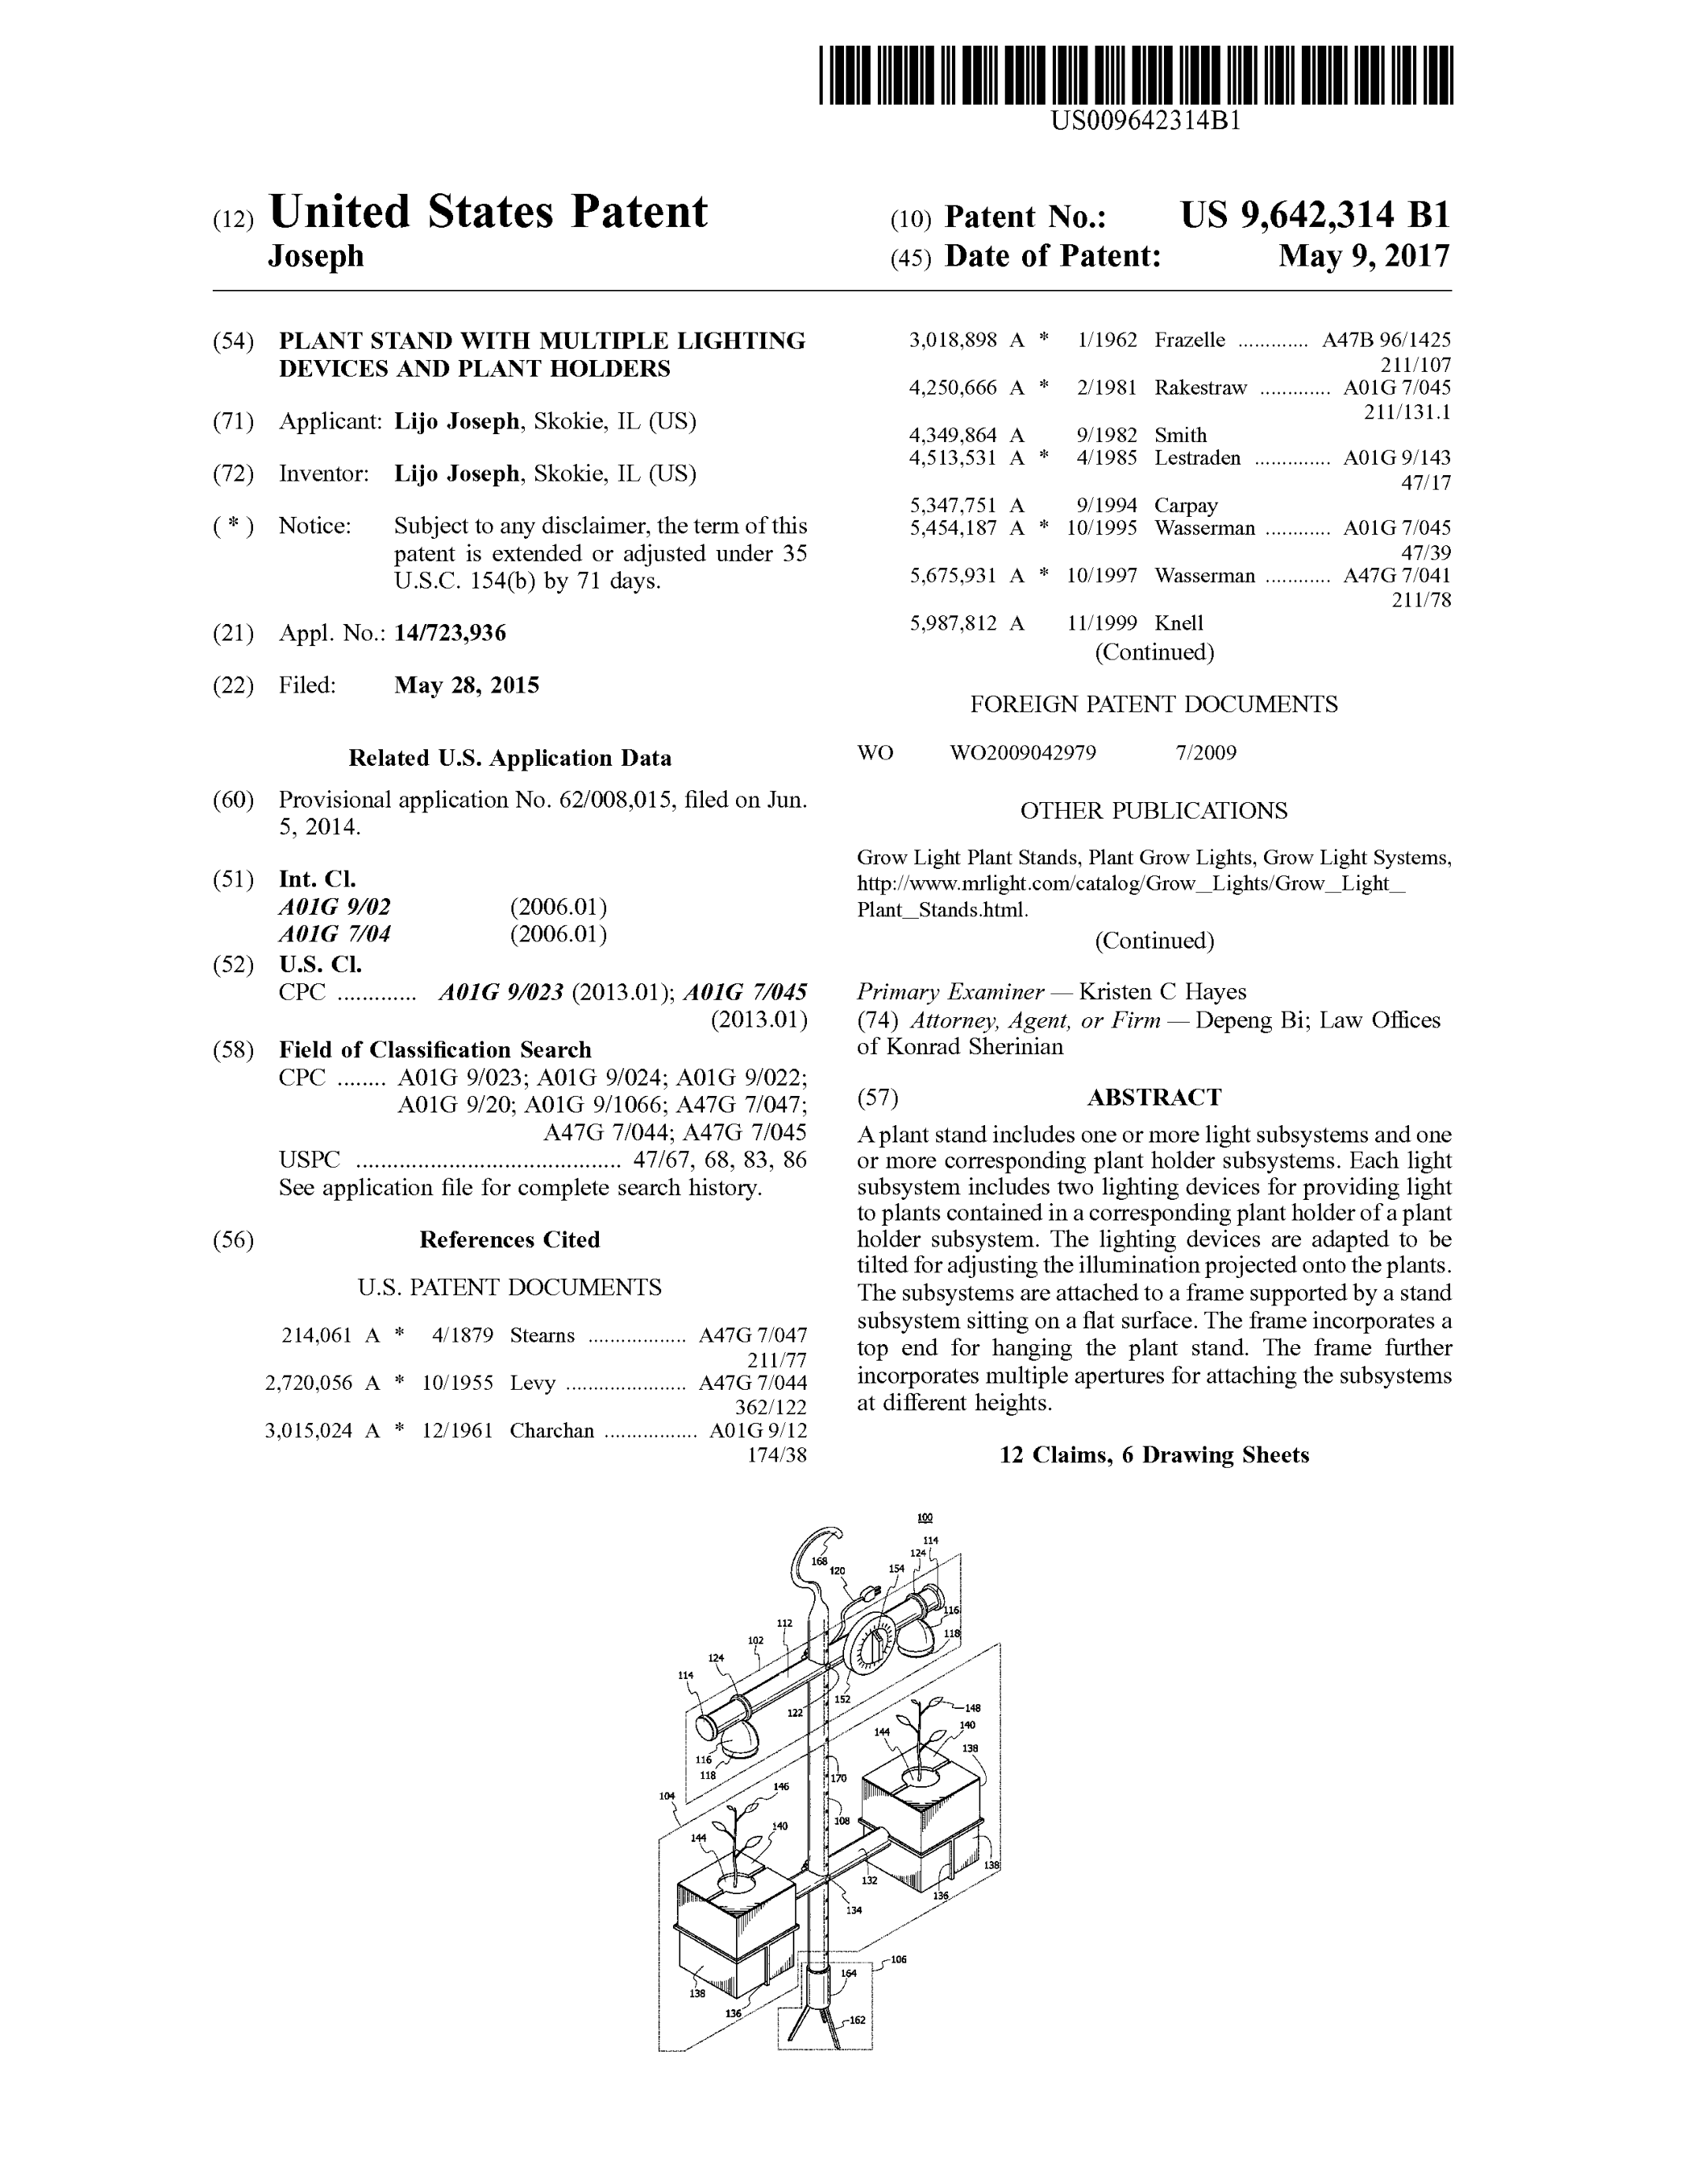 US009642314B1
(12) United States Patent
Joseph
(10) Patent No.: US 9,642,314 B1
(45) Date of Patent: May 9, 2017
(54) PLANT STAND WITH MULTIPLE LIGHTING
DEVICES AND PLANT HOLDERS
(71) Applicant: Lijo Joseph, Skokie, IL (US)
(72) Inventor: Lijo Joseph, Skokie, IL (US)
( * ) Notice: Subject to any disclaimer, the term of this
patent is extended or adjusted under 35
U.S.C. 154(b) by 71 days.
(21) Appl. No.: 14/723,936
(22) Filed: May 28, 2015
Related U.S. Application Data
(60) Provisional application No. 62/008,015, filed on Jun.
5, 2014.
(51) Int. Cl.
A01G 9/02 (2006.01)
A01G 7/04 (2006.01)
(52) U.S. Cl.
CPC ............. A01G 9/023 (2013.01); A01G 7/045
(2013.01)
(58) Field of Classification Search
CPC ........ A01G 9/023; A01G 9/024; A01G 9/022;
A01G 9/20; A01G 9/1066; A47G 7/047;
A47G 7/044; A47G 7/045
USPC ........................................... 47/67, 68, 83, 86
See application file for complete search history.
(56) References Cited
U.S. PATENT DOCUMENTS
214,061 A * 4/1879 Stearns .................. A47G 7/047
211/77
2,720,056 A * 10/1955 Levy ...................... A47G 7/044
362/122
3,015,024 A * 12/1961 Charchan ................. A01G 9/12
174/38
3,018,898 A * 1/1962 Frazelle ............. A47B 96/1425
211/107
4,250,666 A * 2/1981 Rakestraw ............. A01G 7/045
211/131.1
4,349,864 A 9/1982 Smith
4,513,531 A * 4/1985 Lestraden .............. A01G 9/143
47/17
5,347,751 A 9/1994 Carpay
5,454,187 A * 10/1995 Wasserman ............ A01G 7/045
47/39
5,675,931 A * 10/1997 Wasserman ............ A47G 7/041
211/78
5,987,812 A 11/1999 Knell
(Continued)
FOREIGN PATENT DOCUMENTS
WO WO2009042979 7/2009
OTHER PUBLICATIONS
Grow Light Plant Stands, Plant Grow Lights, Grow Light Systems,
http://www.mrlight.com/catalog/Grow_Lights/Grow_Light_
Plant_Stands.html.
(Continued)
Primary Examiner — Kristen C Hayes
(74) Attorney, Agent, or Firm — Depeng Bi; Law Offices
of Konrad Sherinian
(57) ABSTRACT
A plant stand includes one or more light subsystems and one
or more corresponding plant holder subsystems. Each light
subsystem includes two lighting devices for providing light
to plants contained in a corresponding plant holder of a plant
holder subsystem. The lighting devices are adapted to be
tilted for adjusting the illumination projected onto the plants.
The subsystems are attached to a frame supported by a stand
subsystem sitting on a flat surface. The frame incorporates a
top end for hanging the plant stand. The frame further
incorporates multiple apertures for attaching the subsystems
at different heights.
12 Claims, 6 Drawing Sheets
100
114
124
168
120
154
116
112
118
102
124
114
152
122
148
140
144
116
138
118
170
146
104
108
140
144
138
132
136
134
106
164
138
136
162